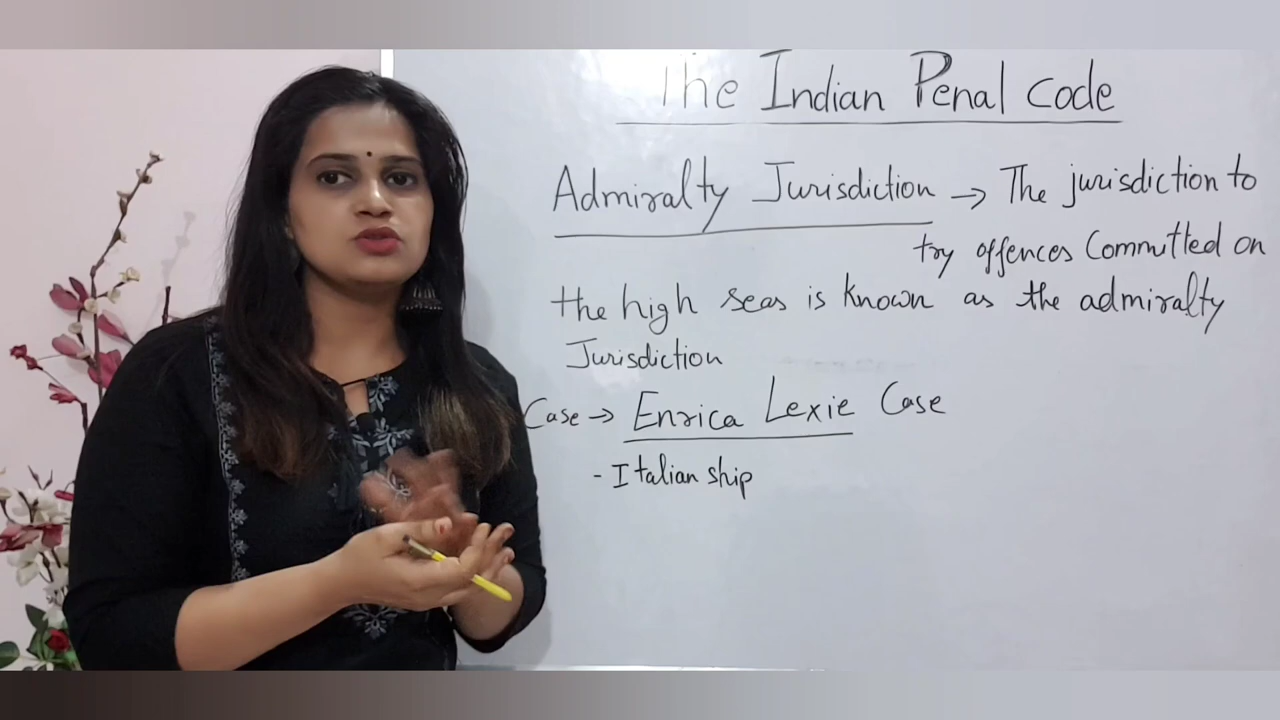 The Indian Penal Code
Admiralty Jurisdiction → The jurisdiction to
try offences Committed on
the high seas is known as the admiralty
Jurisdiction
Case → Enrica Lexie Case
- Italian ship